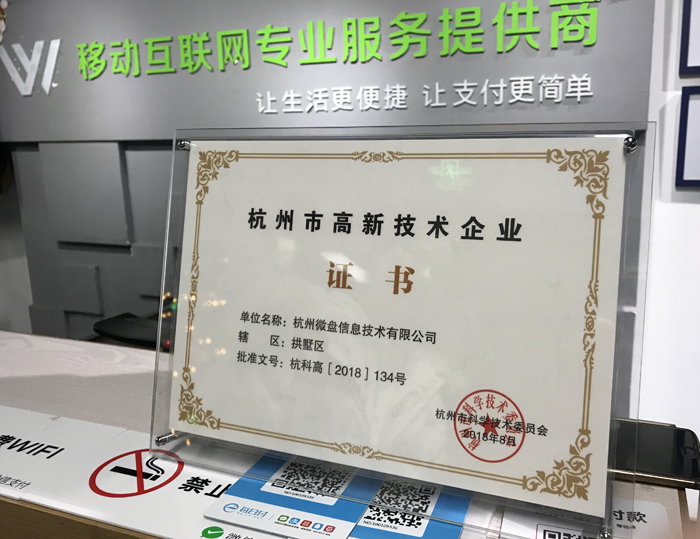 移动互联网专业服务提供商
让生活更便捷 让支付更简单
杭州市高新技术企业
证书
单位名称：杭州微盘信息技术有限公司
辖 区：拱墅区
批准文号：杭科高［2018］134号
杭州市科学技术委员会
2018年8月
WIFI
禁止
付款